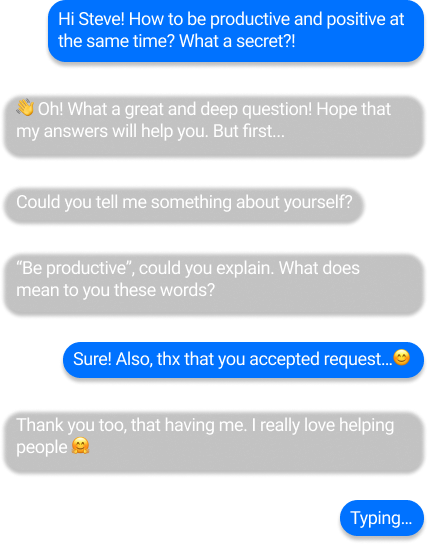 Hi Steve! How to be productive and positive at
the same time? What a secret?!
👋 Oh! What a great and deep question! Hope that
my answers will help you. But first...
Could you tell me something about yourself?
“Be productive”, could you explain. What does
mean to you these words?
Sure! Also, thx that you accepted request...😊
Thank you too, that having me. I really love helping
people 🤗
Typing...